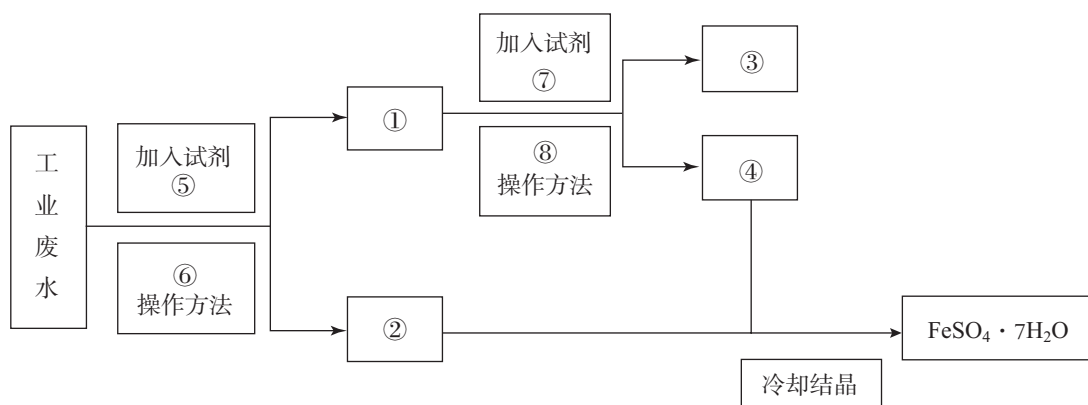 加入试剂
⑦
③
①
⑧
操作方法
④
工
业
废
水
加入试剂
⑤
⑥
操作方法
②
FeSO₄・7H₂O
冷却结晶